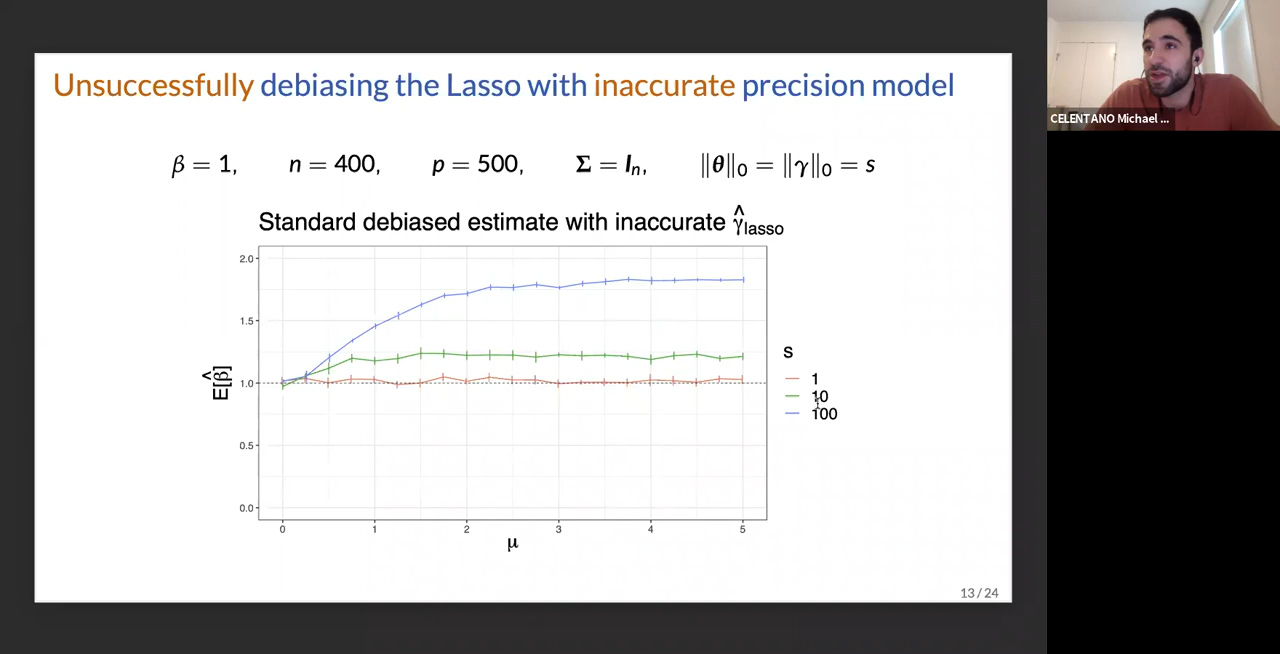 Unsuccessfully debiasing the Lasso with inaccurate precision model
β = 1, n = 400, p = 500, Σ = Iₙ, ‖θ‖₀ = ‖γ‖₀ = s
Standard debiased estimate with inaccurate γ̂lasso
2.0
1.5
1.0
0.5
0.0
E[β̂]
0 1 2 3 4 5
μ
s
1
10
100
13 / 24
CELENTANO Michael ...